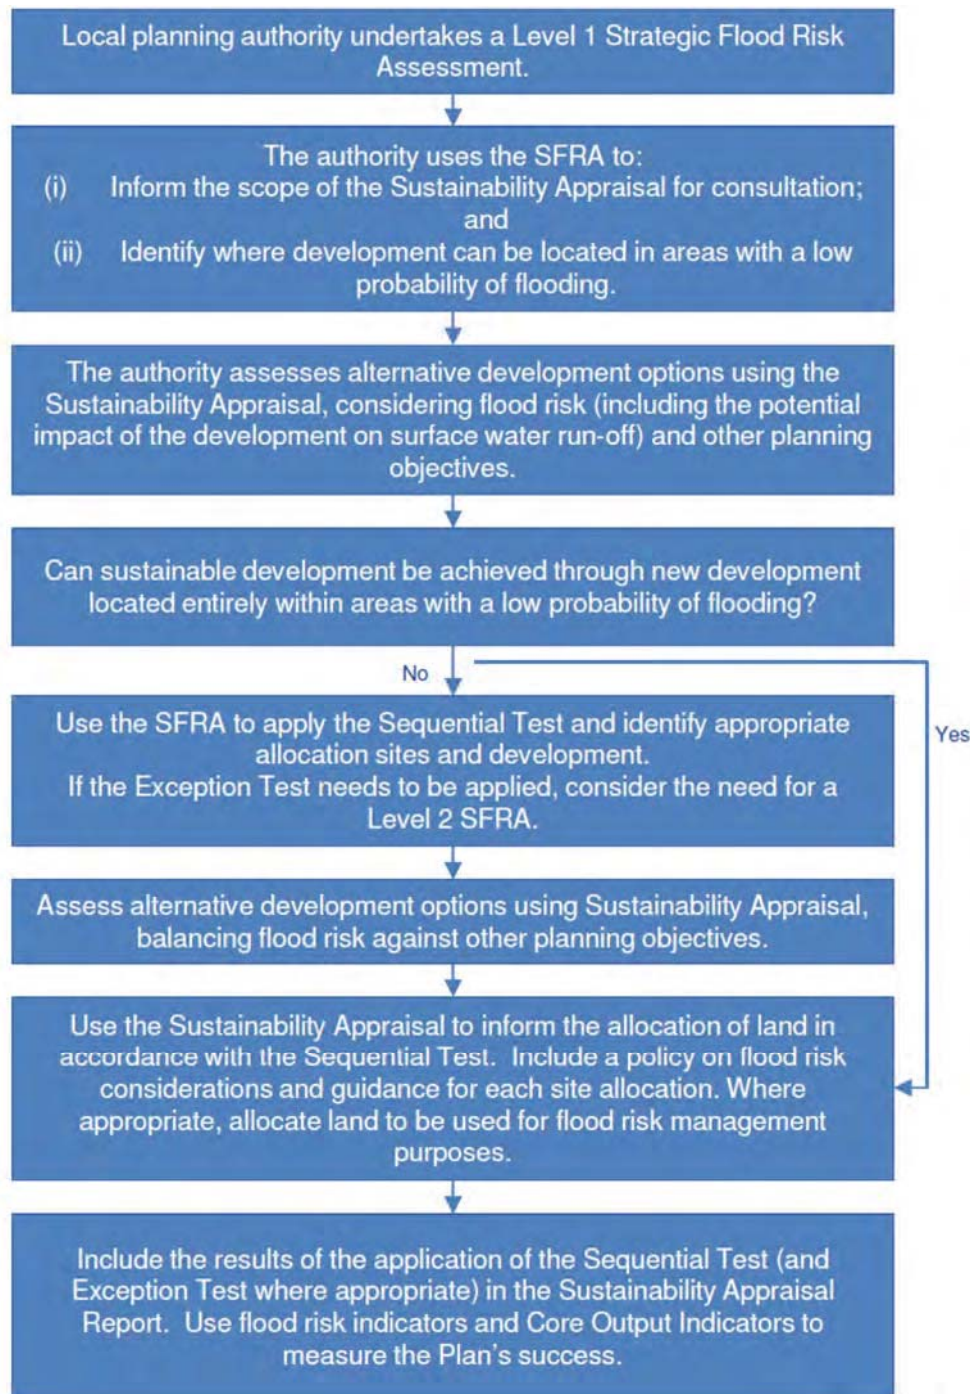 Local planning authority undertakes a Level 1 Strategic Flood Risk
Assessment.
The authority uses the SFRA to:
(i) Inform the scope of the Sustainability Appraisal for consultation;
and
(ii) Identify where development can be located in areas with a low
probability of flooding.
The authority assesses alternative development options using the
Sustainability Appraisal, considering flood risk (including the potential
impact of the development on surface water run-off) and other planning
objectives.
Can sustainable development be achieved through new development
located entirely within areas with a low probability of flooding?
No
Yes
Use the SFRA to apply the Sequential Test and identify appropriate
allocation sites and development.
If the Exception Test needs to be applied, consider the need for a
Level 2 SFRA.
Assess alternative development options using Sustainability Appraisal,
balancing flood risk against other planning objectives.
Use the Sustainability Appraisal to inform the allocation of land in
accordance with the Sequential Test. Include a policy on flood risk
considerations and guidance for each site allocation. Where
appropriate, allocate land to be used for flood risk management
purposes.
Include the results of the application of the Sequential Test (and
Exception Test where appropriate) in the Sustainability Appraisal
Report. Use flood risk indicators and Core Output Indicators to
measure the Plan's success.